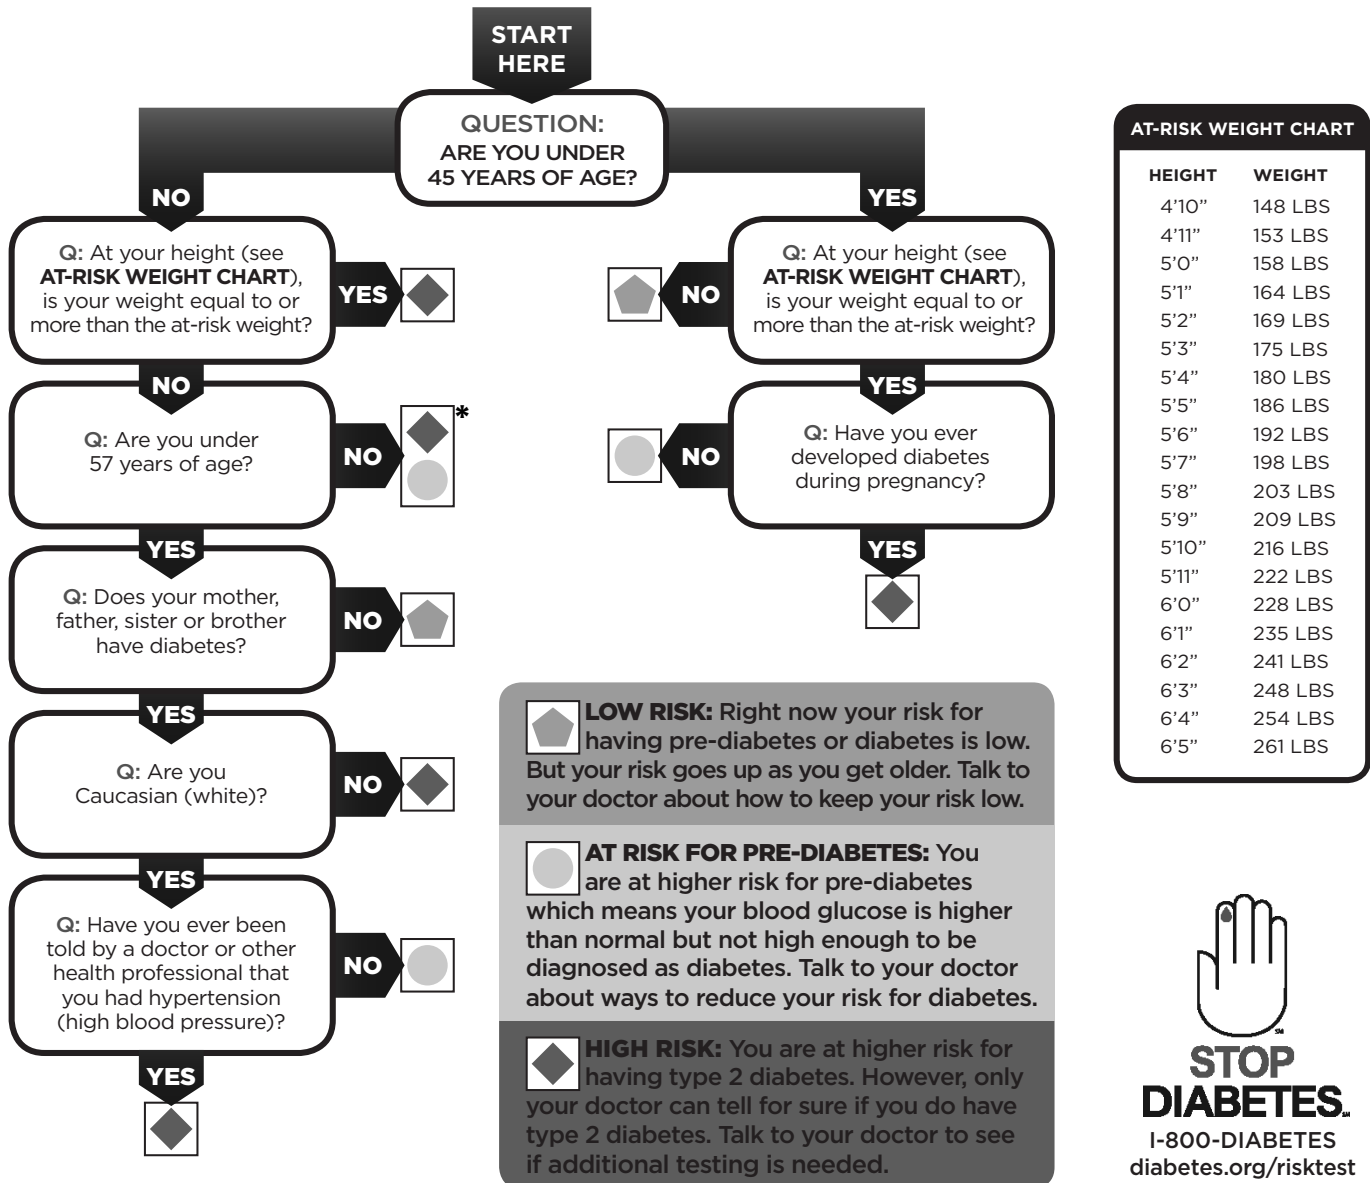 START
HERE
QUESTION:
ARE YOU UNDER
45 YEARS OF AGE?
NO
Q: At your height (see
AT-RISK WEIGHT CHART),
is your weight equal to or
more than the at-risk weight?
YES
NO
Q: Are you under
57 years of age?
NO
*
YES
Q: Does your mother,
father, sister or brother
have diabetes?
NO
YES
Q: Are you
Caucasian (white)?
NO
YES
Q: Have you ever been
told by a doctor or other
health professional that
you had hypertension
(high blood pressure)?
NO
YES
YES
Q: At your height (see
AT-RISK WEIGHT CHART),
is your weight equal to or
more than the at-risk weight?
NO
YES
Q: Have you ever
developed diabetes
during pregnancy?
NO
YES
LOW RISK: Right now your risk for
having pre-diabetes or diabetes is low.
But your risk goes up as you get older. Talk to
your doctor about how to keep your risk low.
AT RISK FOR PRE-DIABETES: You
are at higher risk for pre-diabetes
which means your blood glucose is higher
than normal but not high enough to be
diagnosed as diabetes. Talk to your doctor
about ways to reduce your risk for diabetes.
HIGH RISK: You are at higher risk for
having type 2 diabetes. However, only
your doctor can tell for sure if you do have
type 2 diabetes. Talk to your doctor to see
if additional testing is needed.
AT-RISK WEIGHT CHART
HEIGHT WEIGHT
4'10” 148 LBS
4'11” 153 LBS
5'0” 158 LBS
5'1” 164 LBS
5'2” 169 LBS
5'3” 175 LBS
5'4” 180 LBS
5'5” 186 LBS
5'6” 192 LBS
5'7” 198 LBS
5'8” 203 LBS
5'9” 209 LBS
5'10” 216 LBS
5'11” 222 LBS
6'0” 228 LBS
6'1” 235 LBS
6'2” 241 LBS
6'3” 248 LBS
6'4” 254 LBS
6'5” 261 LBS
SM
STOP
DIABETES℠
1-800-DIABETES
diabetes.org/risktest